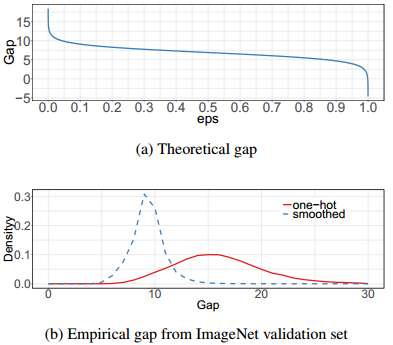 Gap
15
10
5
0
−5
0.0 0.1 0.2 0.3 0.4 0.5 0.6 0.7 0.8 0.9 1.0
eps
(a) Theoretical gap
Densityy
0.3
0.2
0.1
0.0
one−hot
smoothed
0 10 20 30
Gap
(b) Empirical gap from ImageNet validation set